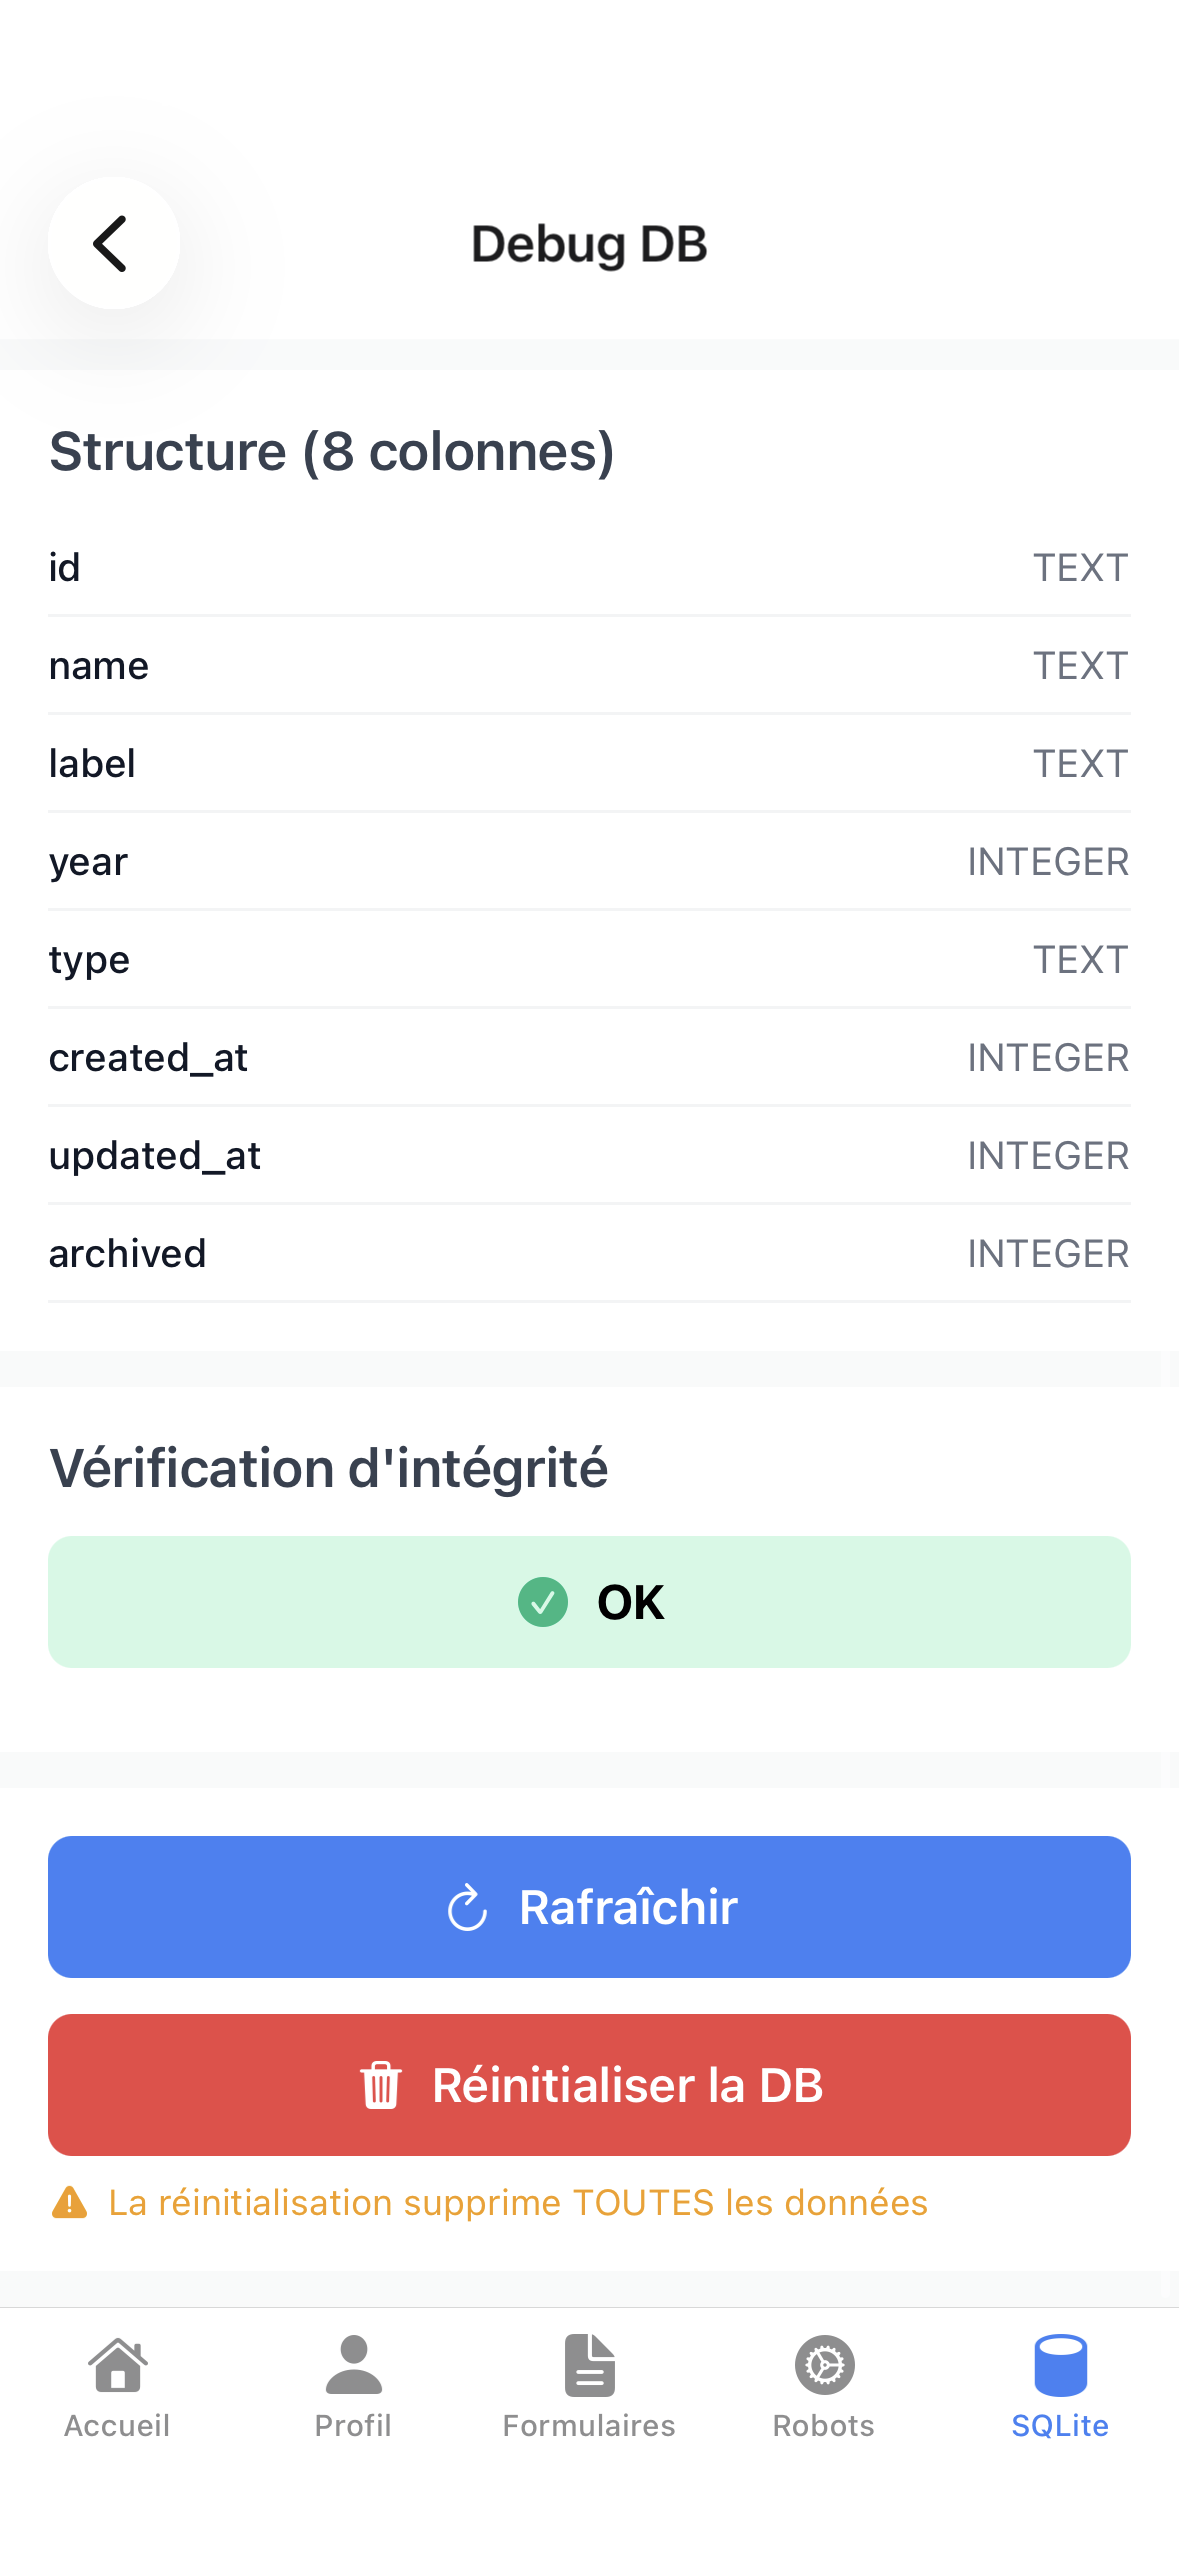 Debug DB
Structure (8 colonnes)
id TEXT
name TEXT
label TEXT
year INTEGER
type TEXT
created_at INTEGER
updated_at INTEGER
archived INTEGER
Vérification d'intégrité
OK
Rafraîchir
Réinitialiser la DB
La réinitialisation supprime TOUTES les données
Accueil Profil Formulaires Robots SQLite